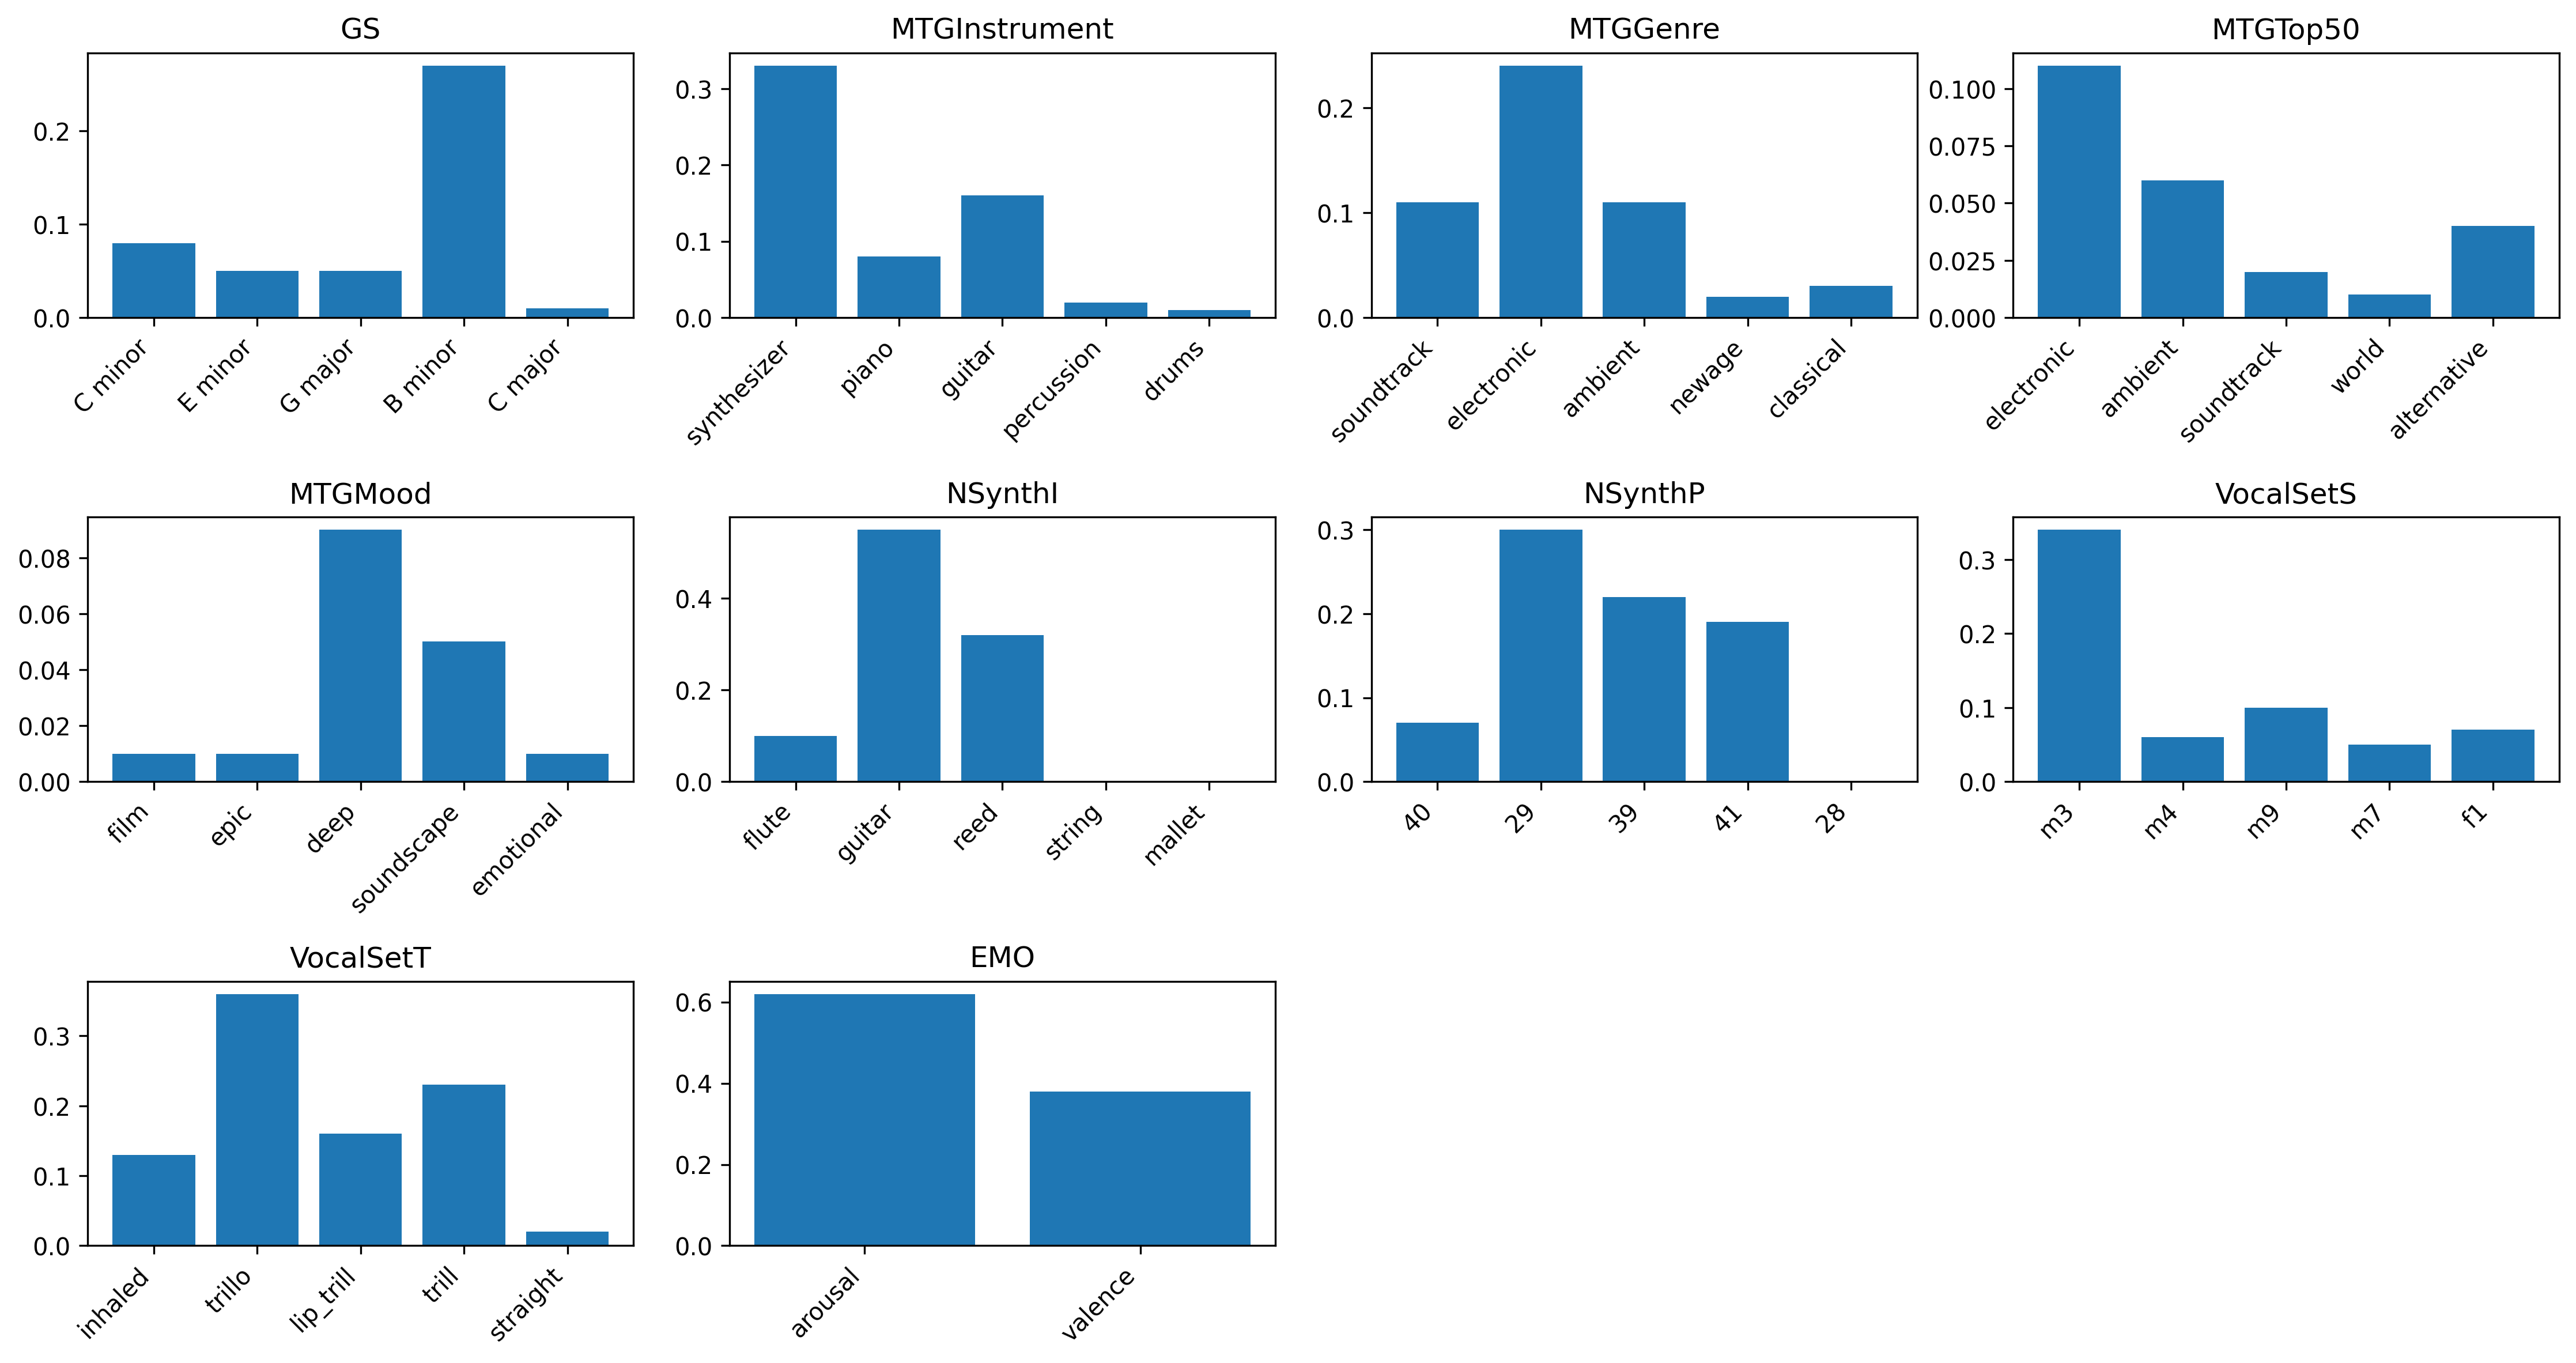 GS
0.2
0.1
0.0
C minor
E minor
G major
B minor
C major
MTGInstrument
0.3
0.2
0.1
0.0
synthesizer
piano
guitar
percussion
drums
MTGGenre
0.2
0.1
0.0
soundtrack
electronic
ambient
newage
classical
MTGTop50
0.100
0.075
0.050
0.025
0.000
electronic
ambient
soundtrack
world
alternative
MTGMood
0.08
0.06
0.04
0.02
0.00
film
epic
deep
soundscape
emotional
NSynthI
0.4
0.2
0.0
flute
guitar
reed
string
mallet
NSynthP
0.3
0.2
0.1
0.0
40
29
39
41
28
VocalSetS
0.3
0.2
0.1
0.0
m3
m4
m9
m7
f1
VocalSetT
0.3
0.2
0.1
0.0
inhaled
trillo
lip_trill
trill
straight
EMO
0.6
0.4
0.2
0.0
arousal
valence